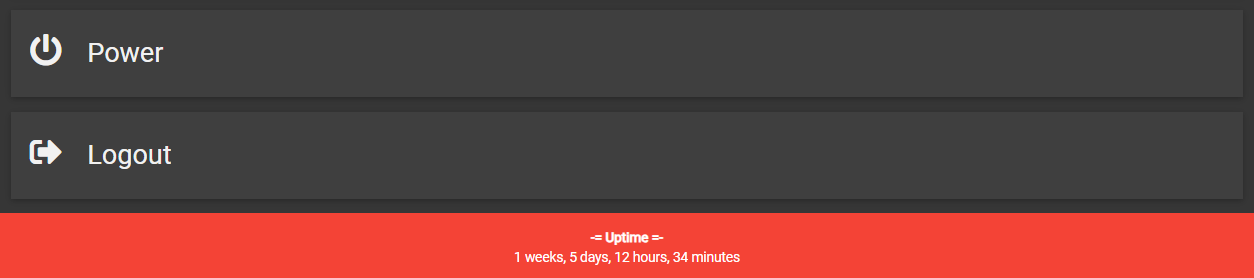 Power
Logout
-= Uptime =-
1 weeks, 5 days, 12 hours, 34 minutes